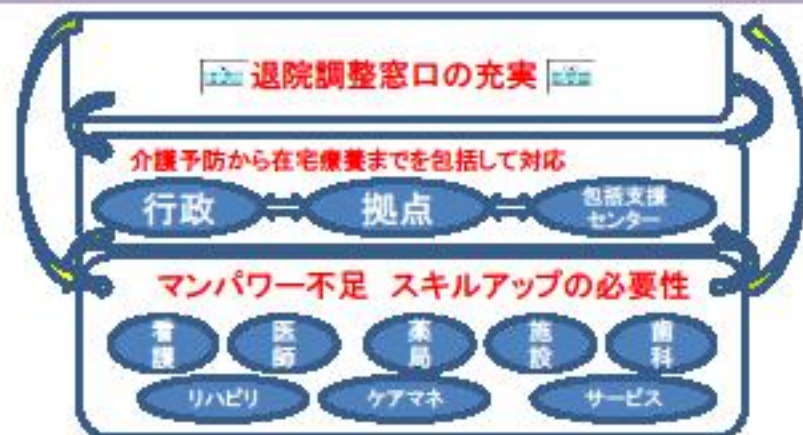 退院調整窓口の充実
介護予防から在宅療養までを包括して対応
行政
拠点
包括支援
センター
マンパワー不足 スキルアップの必要性
看護
医師
薬局
施設
歯科
リハビリ
ケアマネ
サービス